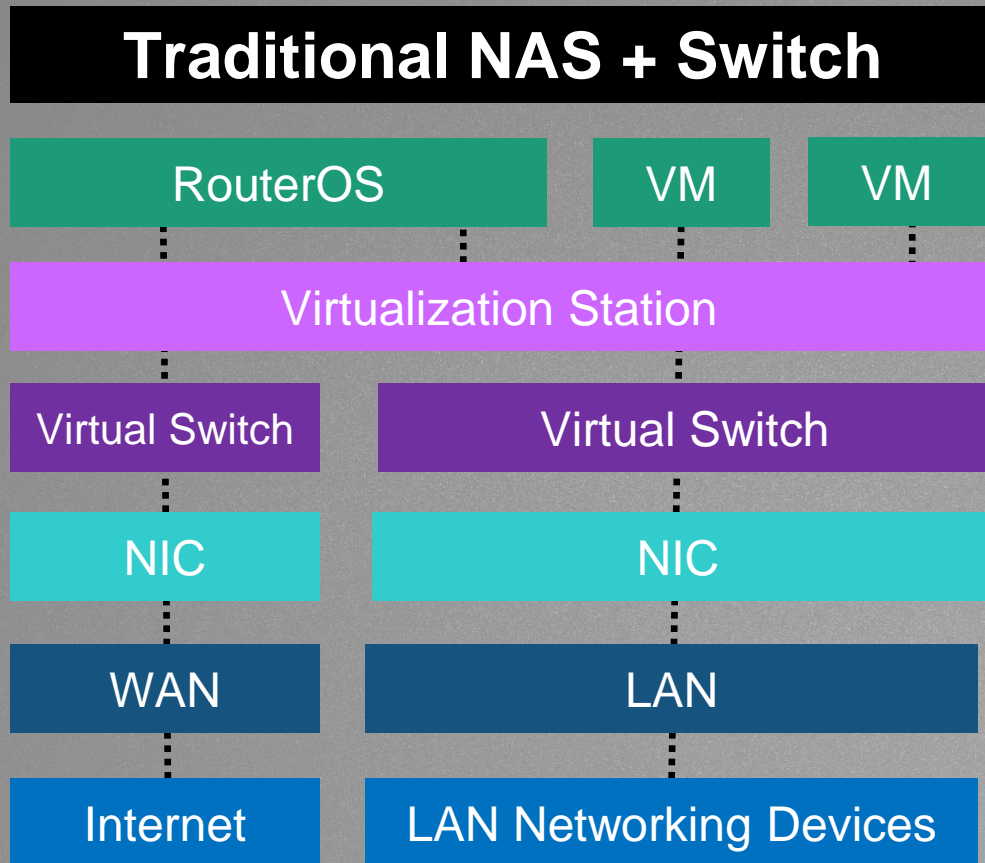 Traditional NAS + Switch
RouterOS
VM
VM
Virtualization Station
Virtual Switch
Virtual Switch
NIC
NIC
WAN
LAN
Internet
LAN Networking Devices